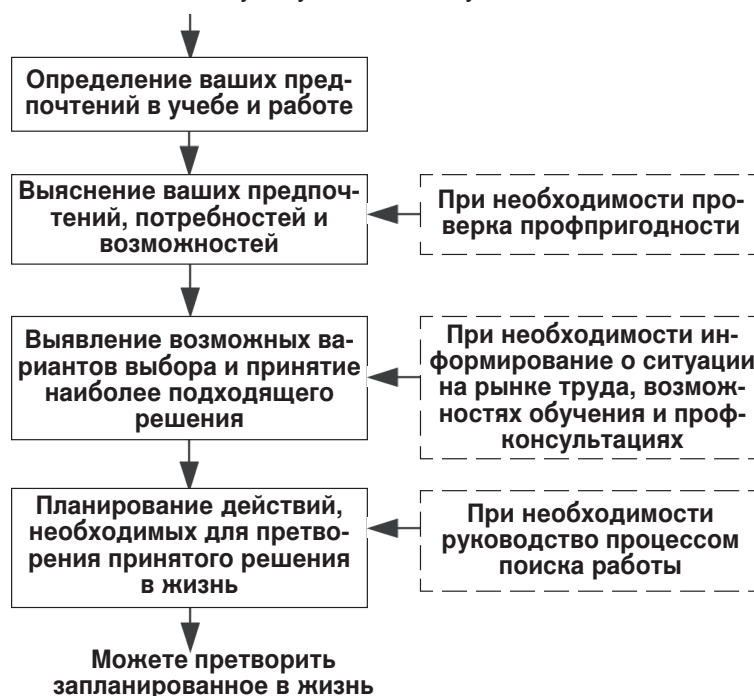 Определение ваших пред-
почтений в учебе и работе
Выяснение ваших предпоч-
тений, потребностей и
возможностей
При необходимости про-
верка профпригодности
Выявление возможных ва-
риантов выбора и принятие
наиболее подходящего
решения
При необходимости ин-
формирование о ситуации
на рынке труда, возмож-
ностях обучения и проф-
консультациях
Планирование действий,
необходимых для претво-
рения принятого решения
в жизнь
При необходимости
руководство процессом
поиска работы
Можете претворить
запланированное в жизнь